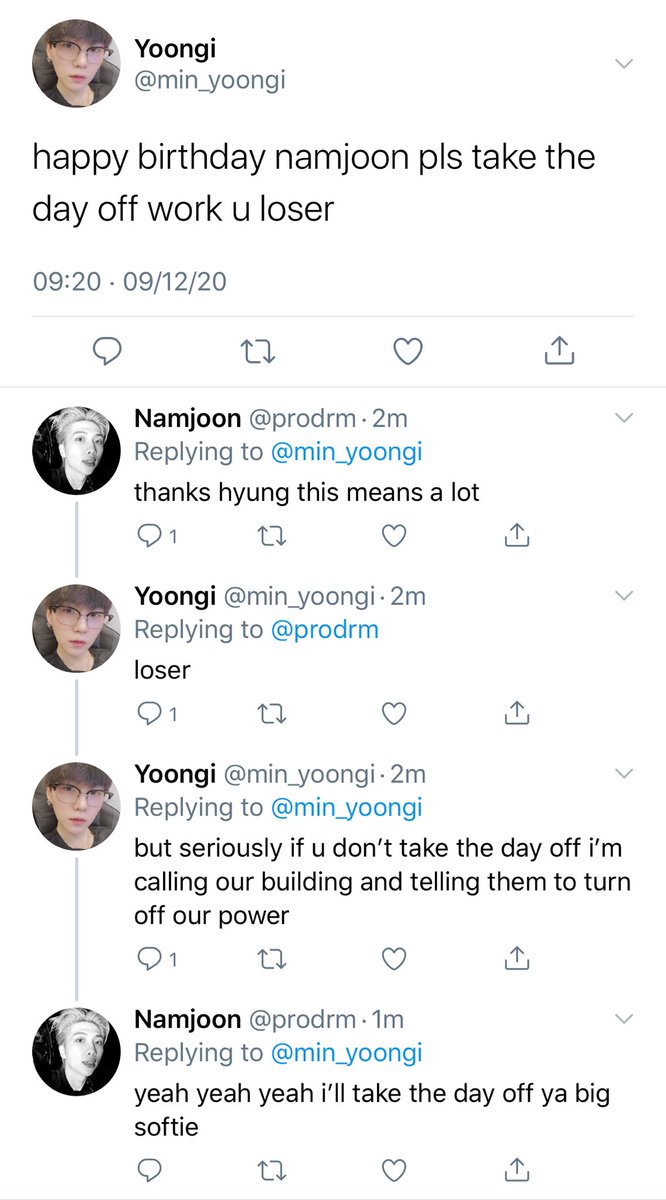 Yoongi
@min_yoongi
happy birthday namjoon pls take the
day off work u loser
09:20 · 09/12/20
Namjoon @prodrm · 2m
Replying to @min_yoongi
thanks hyung this means a lot
1
Yoongi @min_yoongi · 2m
Replying to @prodrm
loser
1
Yoongi @min_yoongi · 2m
Replying to @min_yoongi
but seriously if u don’t take the day off i’m
calling our building and telling them to turn
off our power
1
Namjoon @prodrm · 1m
Replying to @min_yoongi
yeah yeah yeah i’ll take the day off ya big
softie